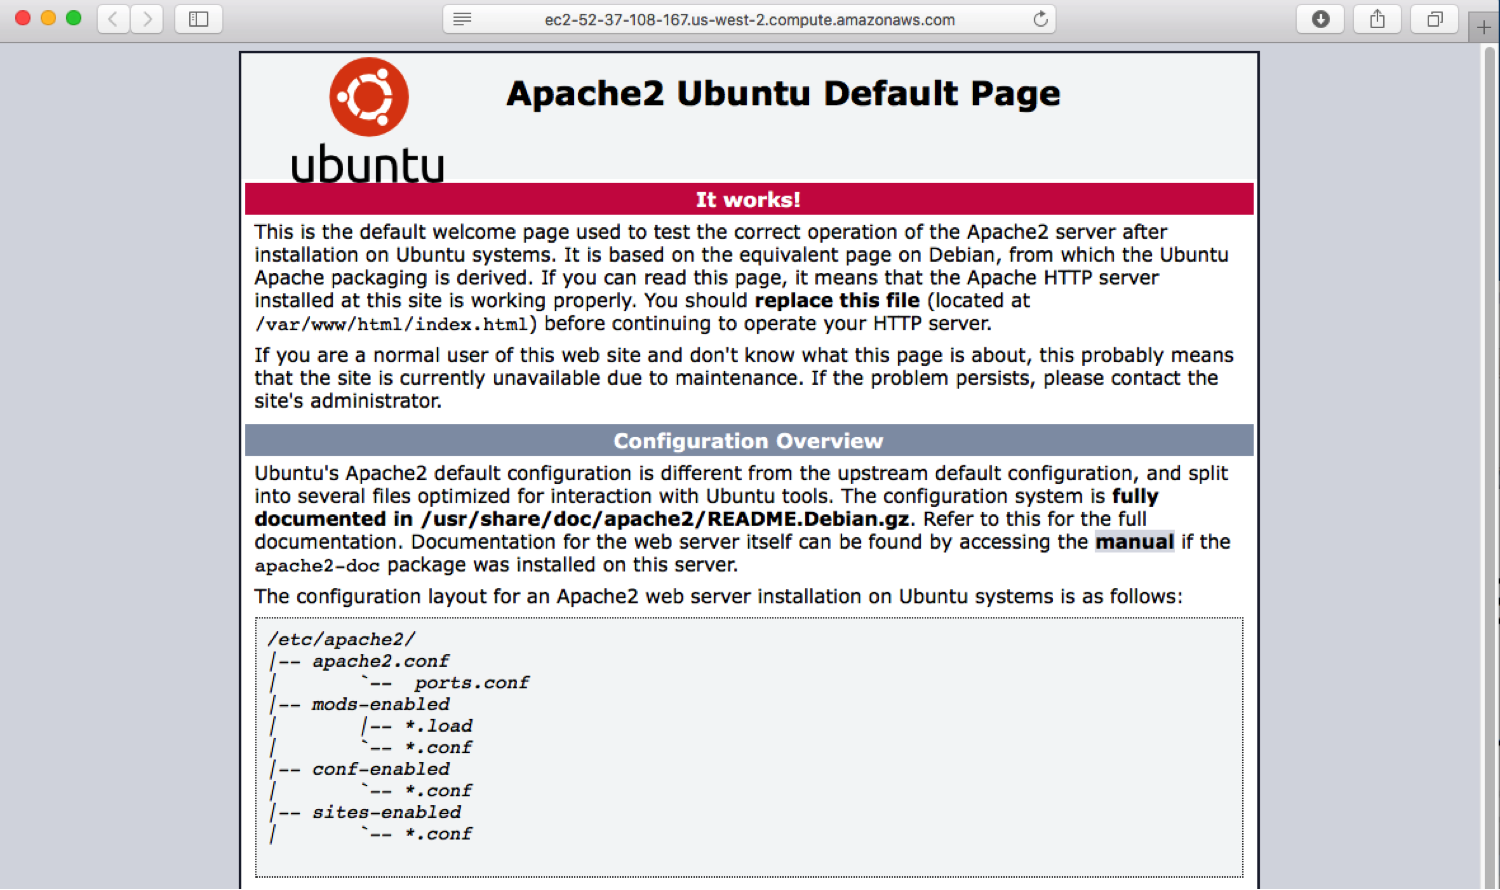 ec2-52-37-108-167.us-west-2.compute.amazonaws.com
ubuntu
Apache2 Ubuntu Default Page
It works!
This is the default welcome page used to test the correct operation of the Apache2 server after
installation on Ubuntu systems. It is based on the equivalent page on Debian, from which the Ubuntu
Apache packaging is derived. If you can read this page, it means that the Apache HTTP server
installed at this site is working properly. You should replace this file (located at
/var/www/html/index.html) before continuing to operate your HTTP server.
If you are a normal user of this web site and don't know what this page is about, this probably means
that the site is currently unavailable due to maintenance. If the problem persists, please contact the
site's administrator.
Configuration Overview
Ubuntu's Apache2 default configuration is different from the upstream default configuration, and split
into several files optimized for interaction with Ubuntu tools. The configuration system is fully
documented in /usr/share/doc/apache2/README.Debian.gz. Refer to this for the full
documentation. Documentation for the web server itself can be found by accessing the manual if the
apache2-doc package was installed on this server.
The configuration layout for an Apache2 web server installation on Ubuntu systems is as follows:
/etc/apache2/
|-- apache2.conf
|       `--  ports.conf
|-- mods-enabled
|       |-- *.load
|       `-- *.conf
|-- conf-enabled
|       `-- *.conf
|-- sites-enabled
|       `-- *.conf